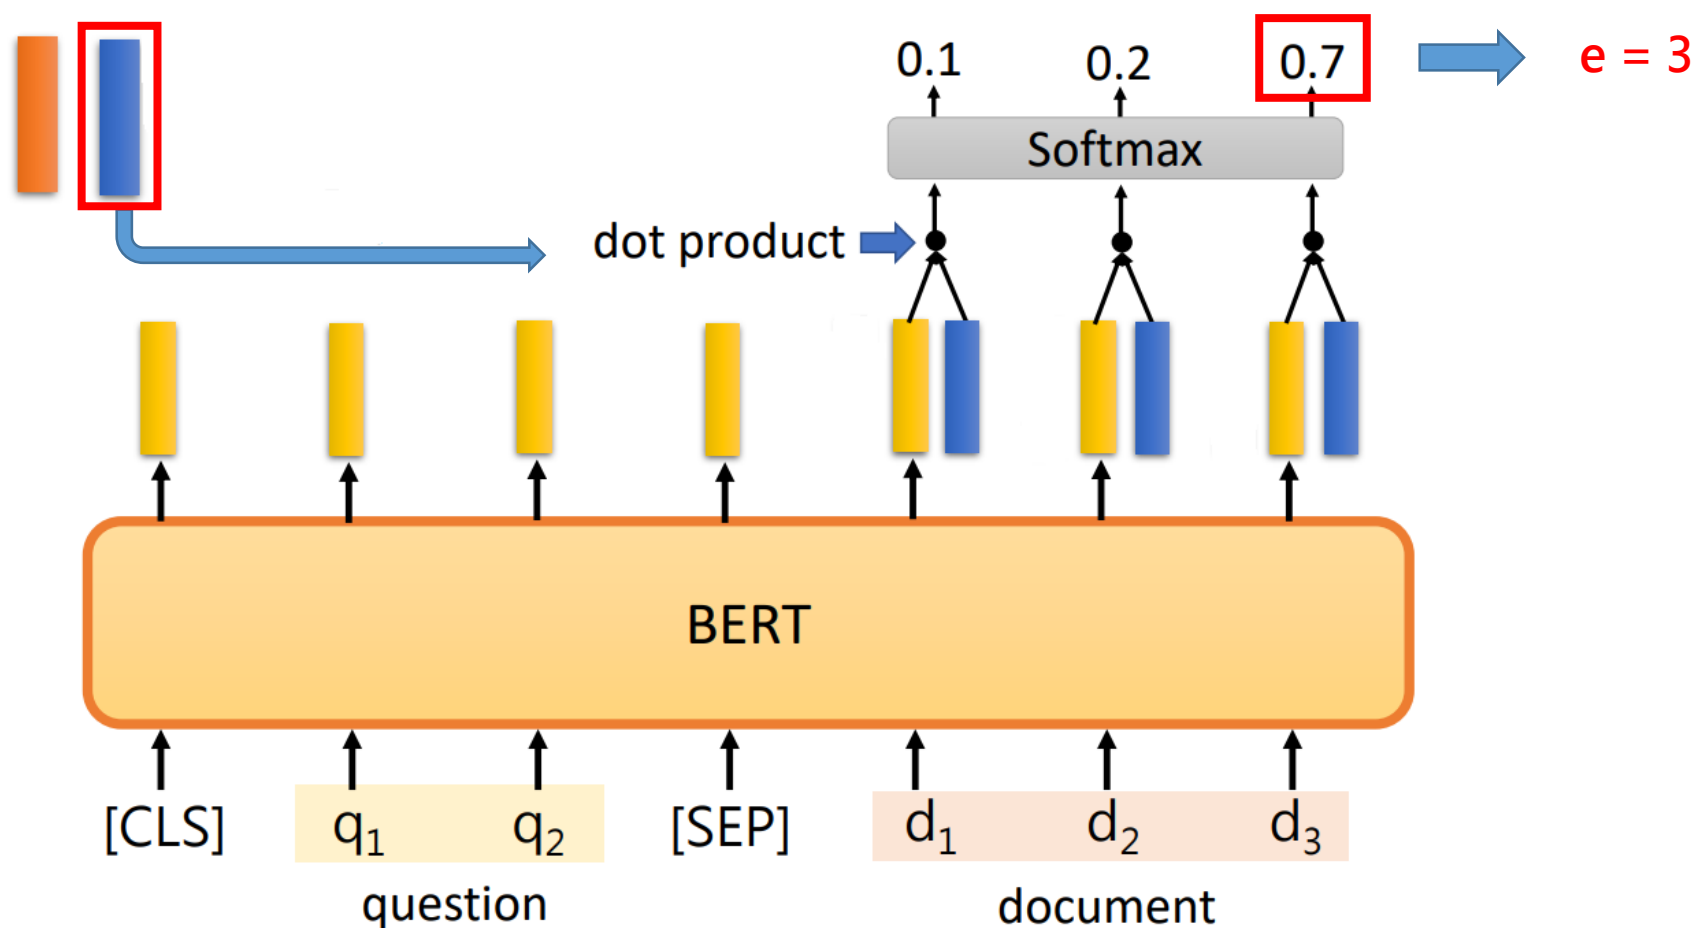 0.1 0.2 0.7 e = 3
Softmax
dot product
BERT
[CLS] q₁ q₂ [SEP] d₁ d₂ d₃
question document